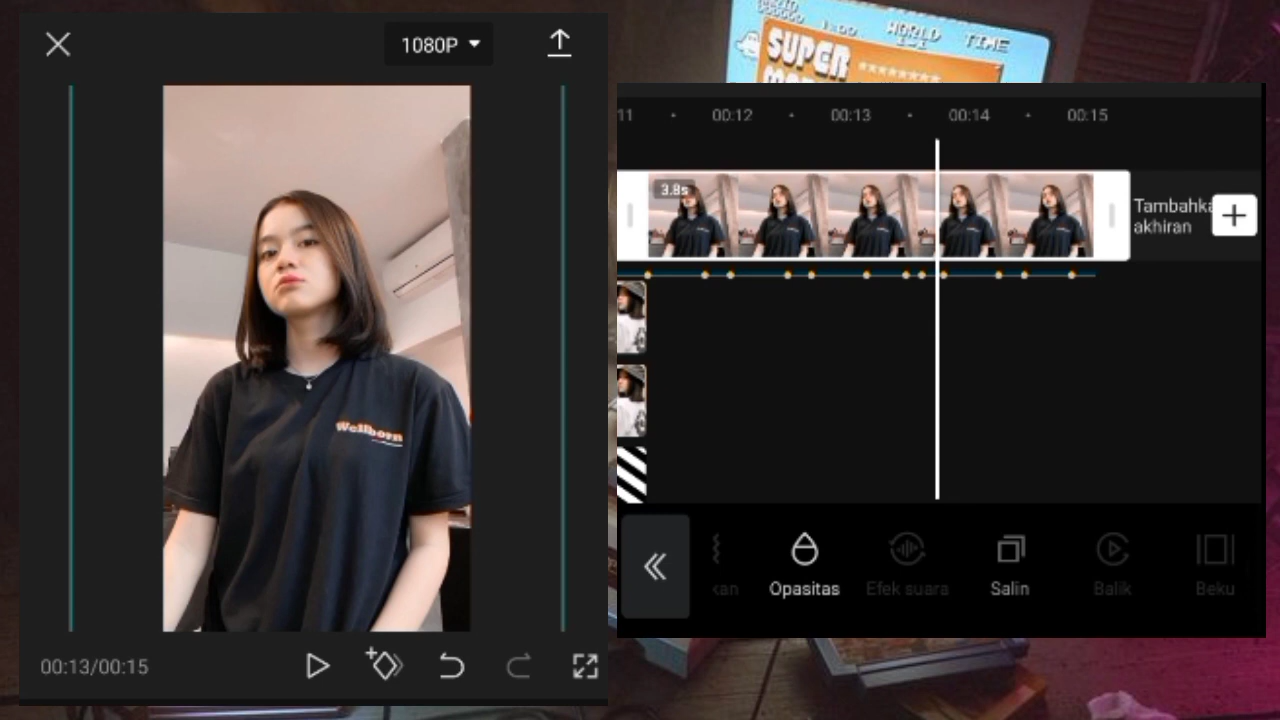 1080P
Wellborn
00:13/00:15
WORLD
TIME
SUPER
11
00:12
00:13
00:14
00:15
3.8s
Tambahka
akhiran
kan
Opasitas
Efek suara
Salin
Balik
Beku